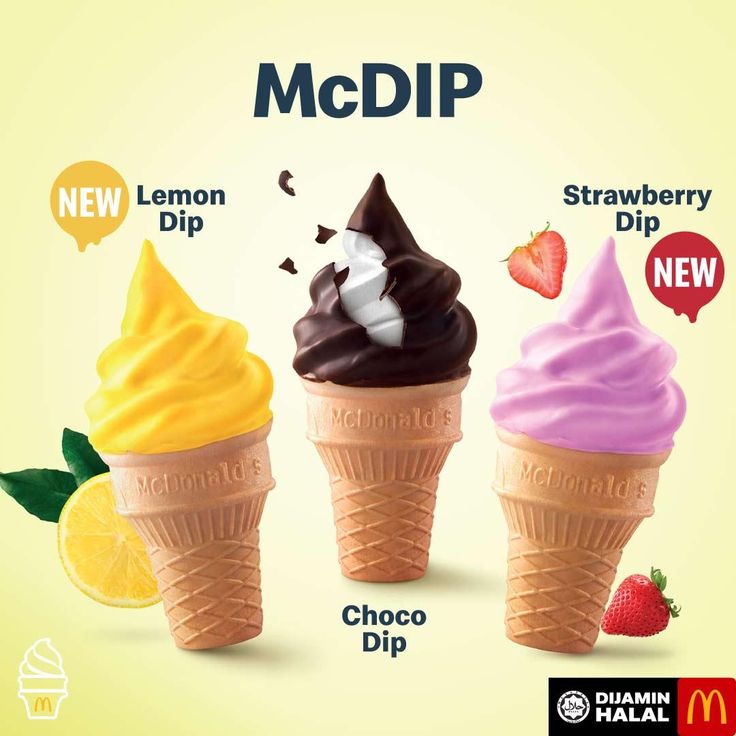 McDIP
NEW
Lemon
Dip
Strawberry
Dip
NEW
McDonald's
McDonald's
McDonald's
Choco
Dip
DIJAMIN
HALAL